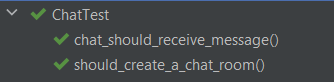 ChatTest
chat_should_receive_message()
should_create_a_chat_room()